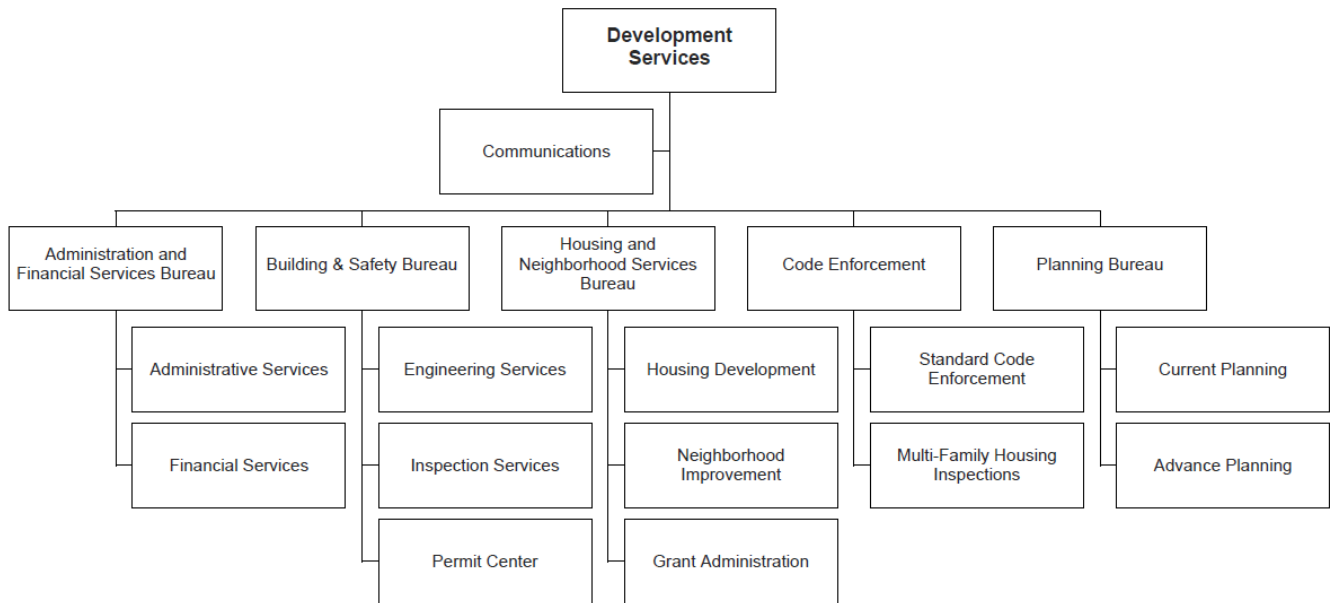 Development
Services
Communications
Administration and
Financial Services Bureau
Building & Safety Bureau
Housing and
Neighborhood Services
Bureau
Code Enforcement
Planning Bureau
Administrative Services
Engineering Services
Housing Development
Standard Code
Enforcement
Current Planning
Financial Services
Inspection Services
Neighborhood
Improvement
Multi-Family Housing
Inspections
Advance Planning
Permit Center
Grant Administration